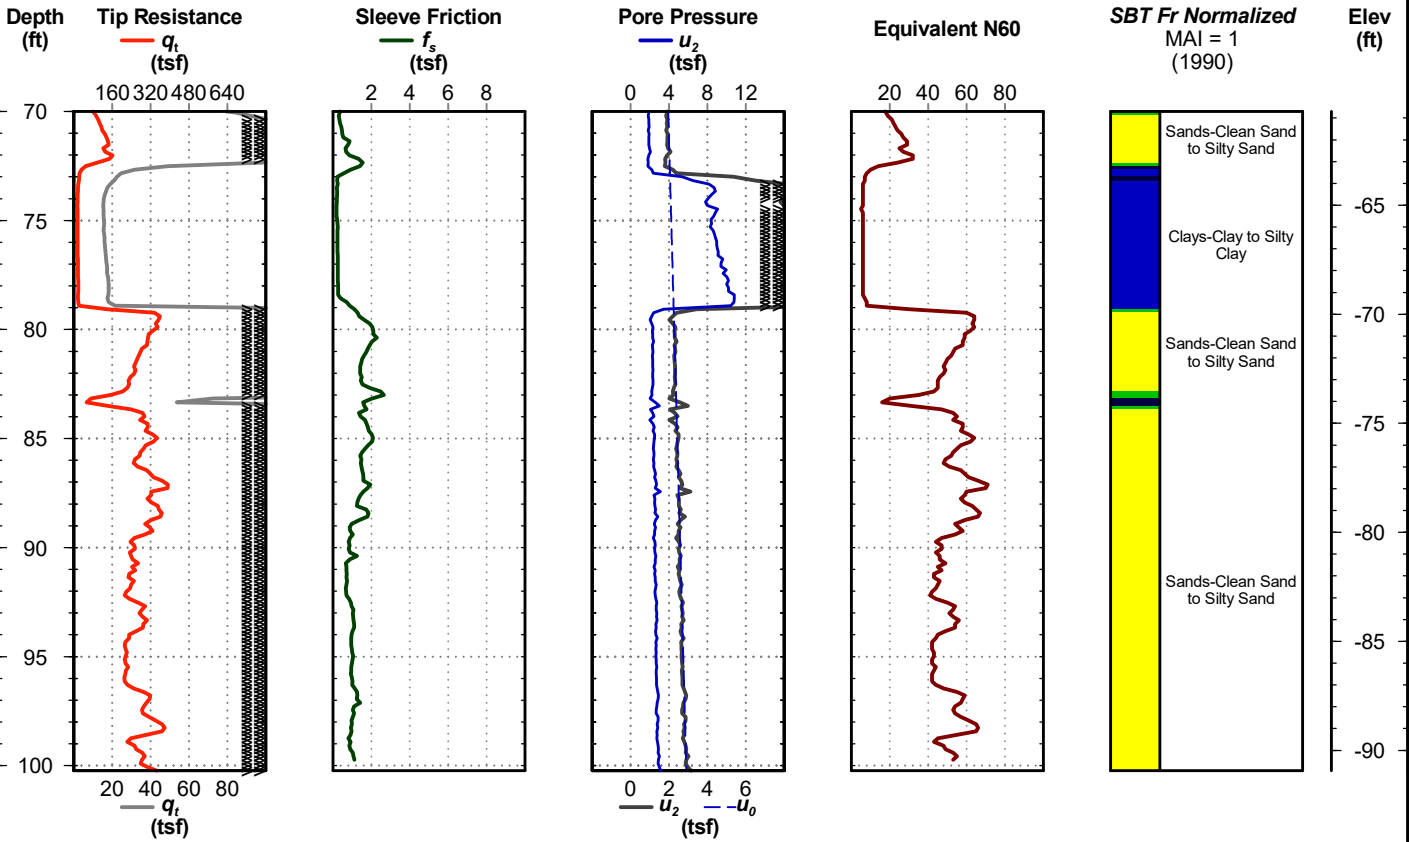 Depth
(ft)
Tip Resistance
qt
(tsf)
160 320 480 640
Sleeve Friction
fs
(tsf)
2 4 6 8
Pore Pressure
u2
(tsf)
0 4 8 12
Equivalent N60
20 40 60 80
SBT Fr Normalized
MAI = 1
(1990)
Elev
(ft)
70
75
80
85
90
95
100
Sands-Clean Sand
to Silty Sand
Clays-Clay to Silty
Clay
Sands-Clean Sand
to Silty Sand
Sands-Clean Sand
to Silty Sand
-65
-70
-75
-80
-85
-90
20 40 60 80
qt
(tsf)
0 2 4 6
u2 u0
(tsf)